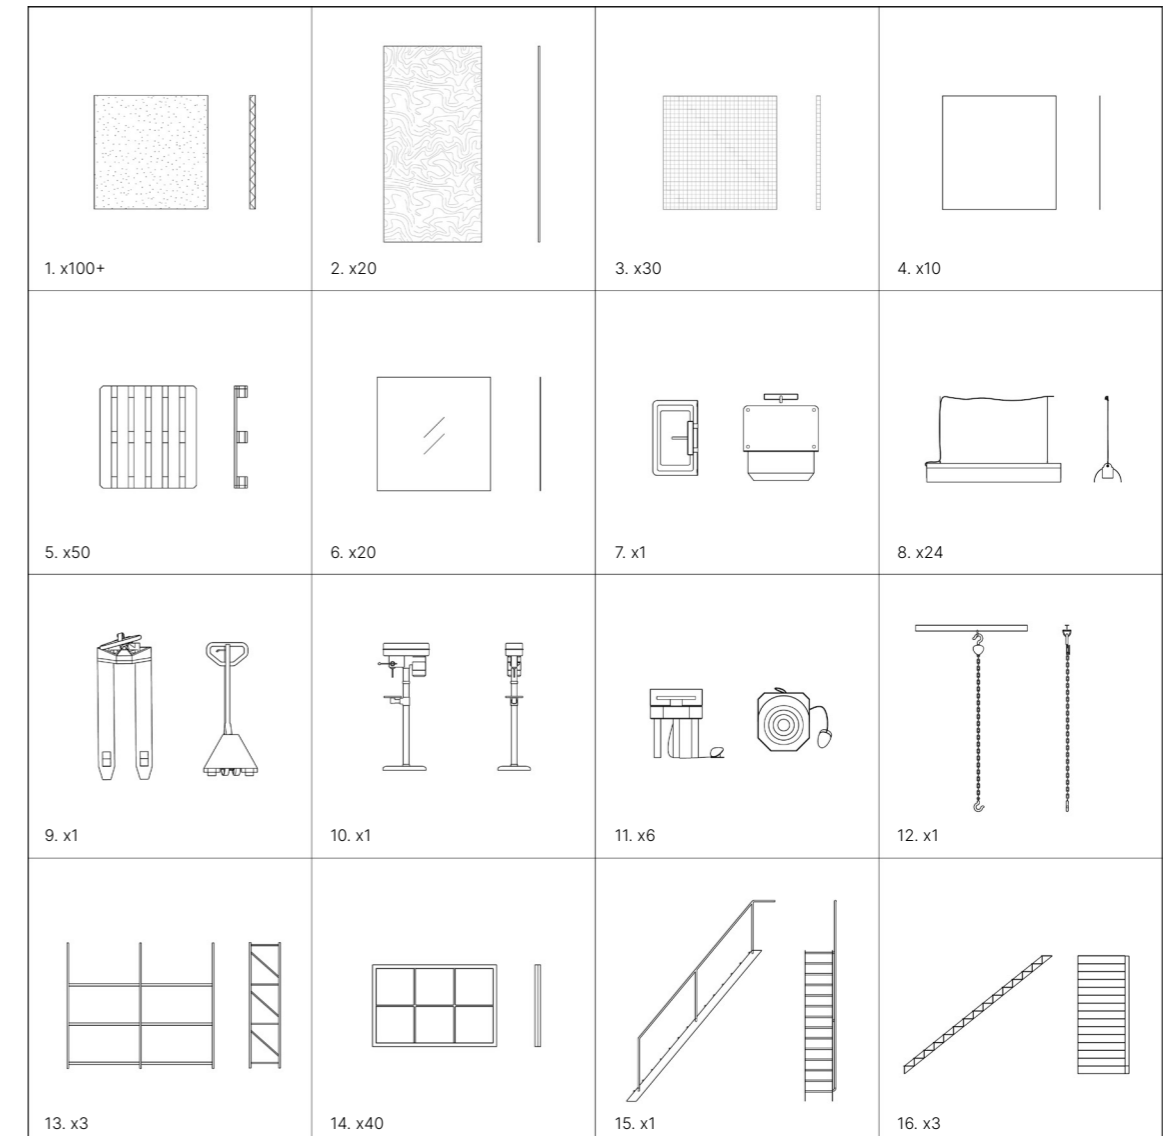 1. x100+
2. x20
3. x30
4. x10
5. x50
6. x20
7. x1
8. x24
9. x1
10. x1
11. x6
12. x1
13. x3
14. x40
15. x1
16. x3